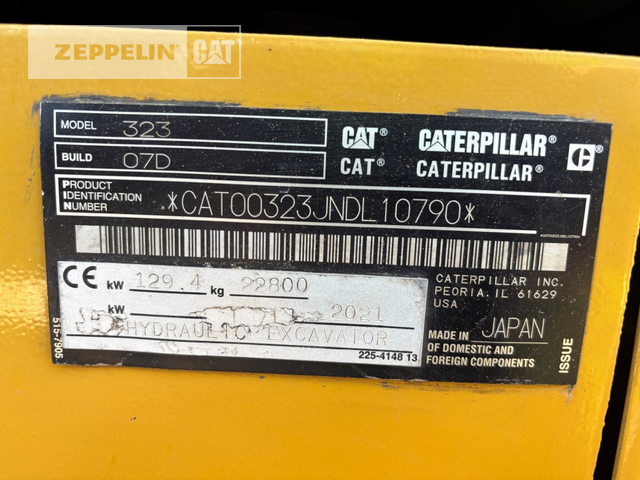 ZEPPELIN CAT
MODEL 323
BUILD 07D
CAT® CATERPILLAR®
CAT® CATERPILLAR®
C
PRODUCT
IDENTIFICATION
NUMBER
*CAT00323JNDL10790*
*CAT00323JNDL10790*
CE kW 129.4 kg 22800
kW 2021
HYDRAULIC EXCAVATOR
225-4148 13
515-7905
CATERPILLAR INC.
PEORIA, IL 61629
USA
MADE IN JAPAN
OF DOMESTIC AND
FOREIGN COMPONENTS
ISSUE